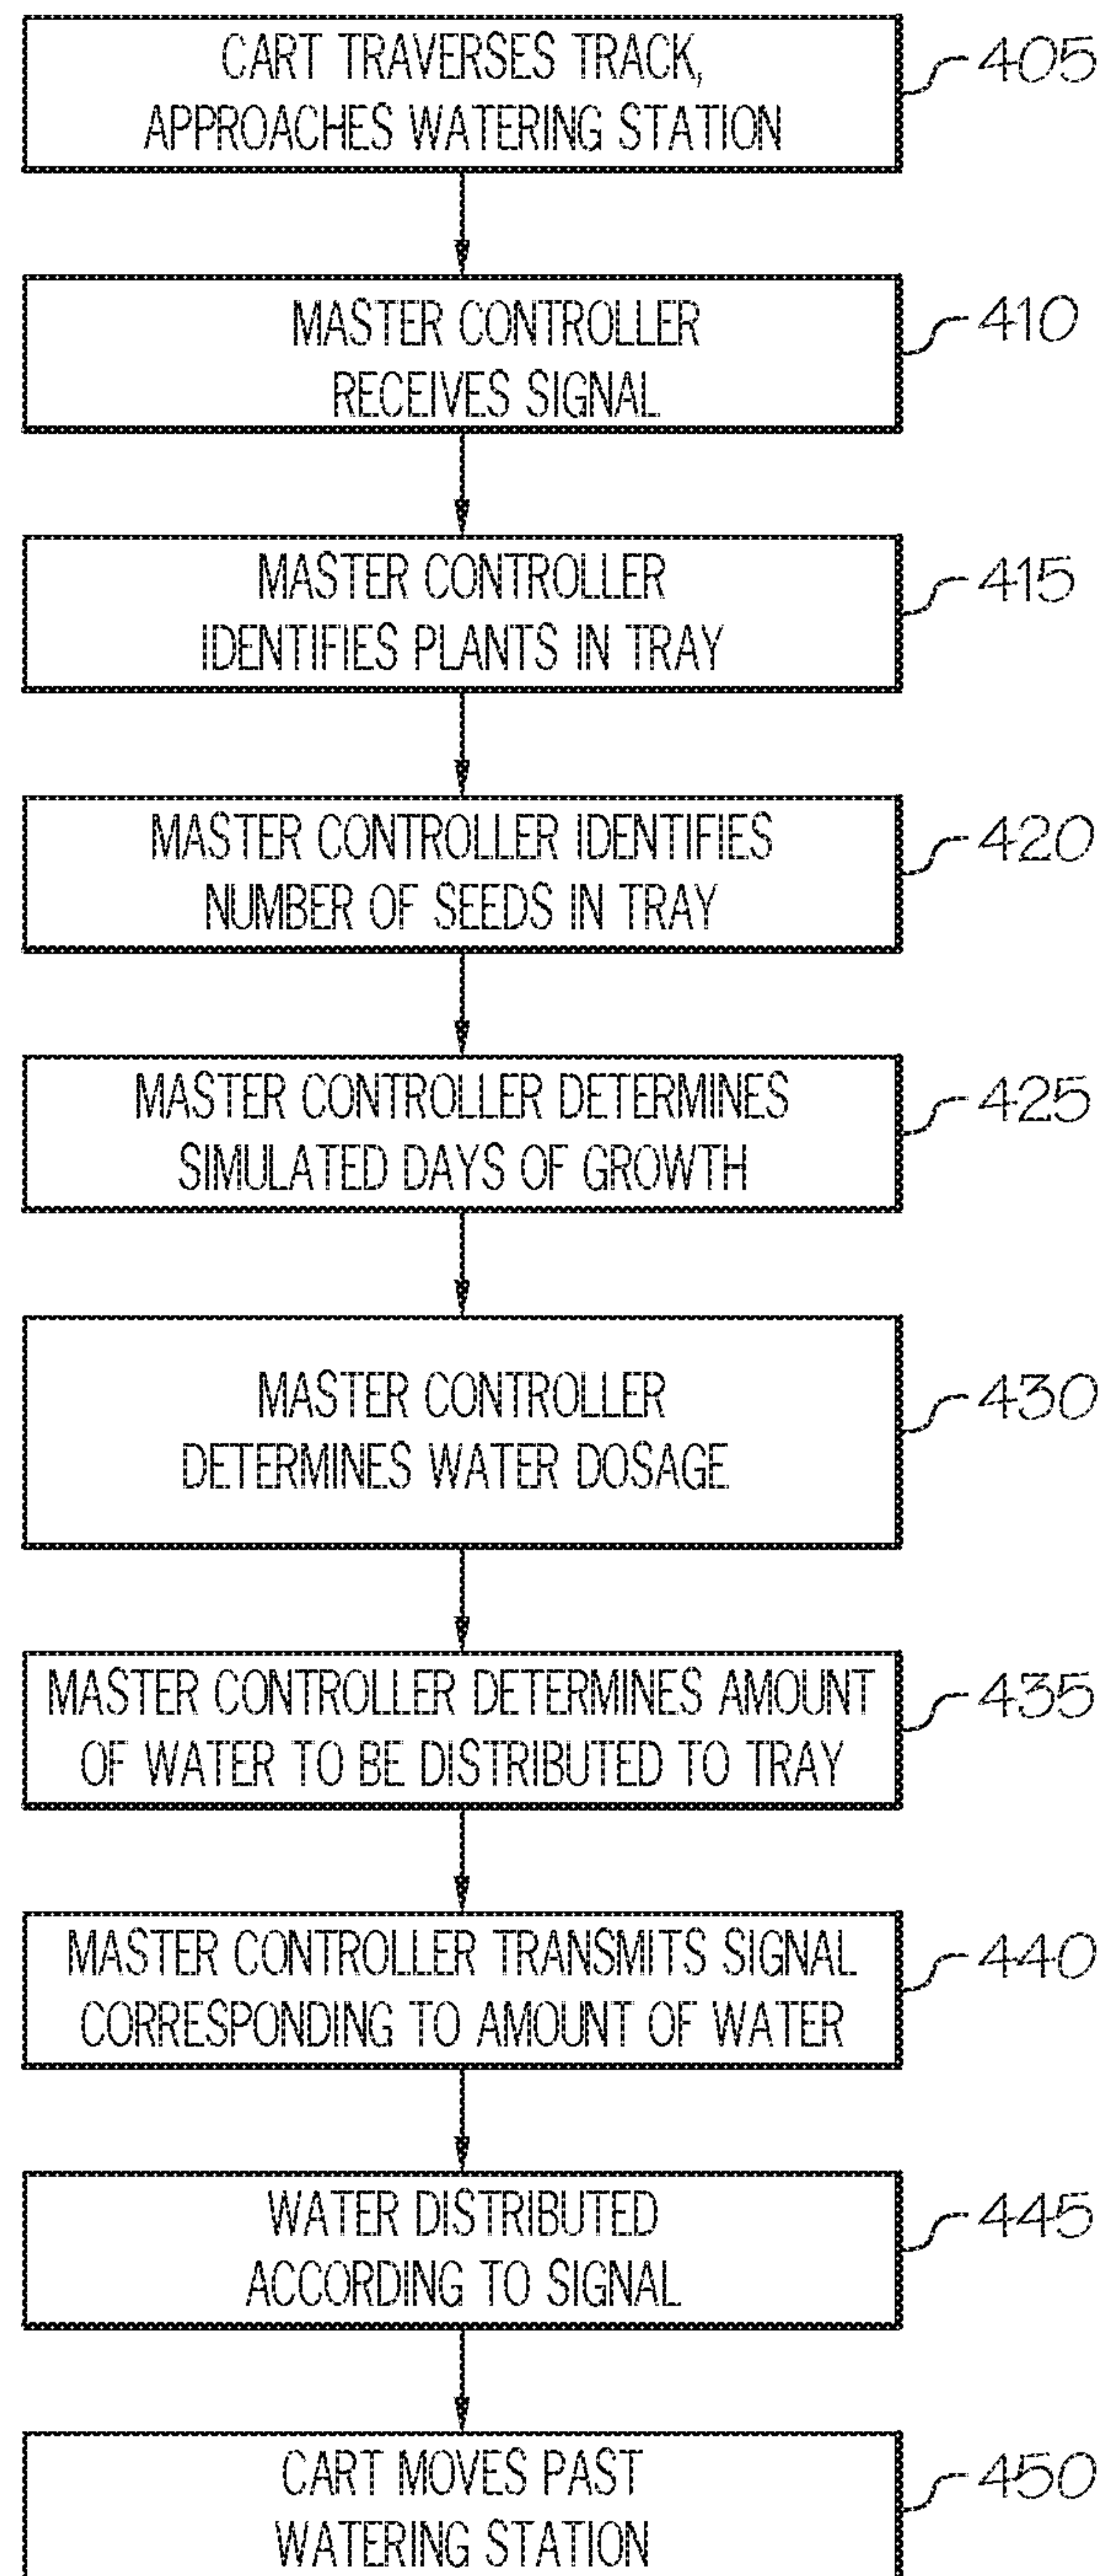 CART TRAVERSES TRACK,
APPROACHES WATERING STATION
405
MASTER CONTROLLER
RECEIVES SIGNAL
410
MASTER CONTROLLER
IDENTIFIES PLANTS IN TRAY
415
MASTER CONTROLLER IDENTIFIES
NUMBER OF SEEDS IN TRAY
420
MASTER CONTROLLER DETERMINES
SIMULATED DAYS OF GROWTH
425
MASTER CONTROLLER
DETERMINES WATER DOSAGE
430
MASTER CONTROLLER DETERMINES AMOUNT
OF WATER TO BE DISTRIBUTED TO TRAY
435
MASTER CONTROLLER TRANSMITS SIGNAL
CORRESPONDING TO AMOUNT OF WATER
440
WATER DISTRIBUTED
ACCORDING TO SIGNAL
445
CART MOVES PAST
WATERING STATION
450